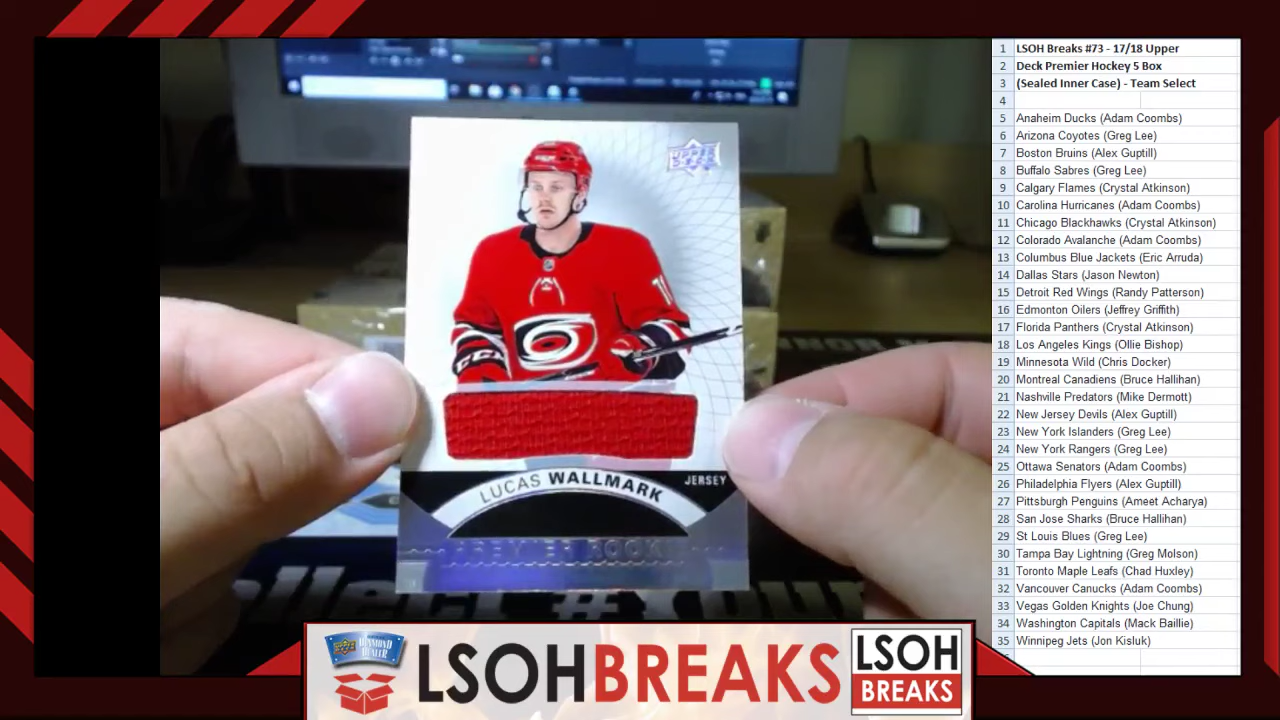 UPPER DECK
LUCAS WALLMARK
JERSEY
PREMIER ROOKIE
1 LSOH Breaks #73 - 17/18 Upper
2 Deck Premier Hockey 5 Box
3 (Sealed Inner Case) - Team Select
4
5 Anaheim Ducks (Adam Coombs)
6 Arizona Coyotes (Greg Lee)
7 Boston Bruins (Alex Guptill)
8 Buffalo Sabres (Greg Lee)
9 Calgary Flames (Crystal Atkinson)
10 Carolina Hurricanes (Adam Coombs)
11 Chicago Blackhawks (Crystal Atkinson)
12 Colorado Avalanche (Adam Coombs)
13 Columbus Blue Jackets (Eric Arruda)
14 Dallas Stars (Jason Newton)
15 Detroit Red Wings (Randy Patterson)
16 Edmonton Oilers (Jeffrey Griffith)
17 Florida Panthers (Crystal Atkinson)
18 Los Angeles Kings (Ollie Bishop)
19 Minnesota Wild (Chris Docker)
20 Montreal Canadiens (Bruce Hallihan)
21 Nashville Predators (Mike Dermott)
22 New Jersey Devils (Alex Guptill)
23 New York Islanders (Greg Lee)
24 New York Rangers (Greg Lee)
25 Ottawa Senators (Adam Coombs)
26 Philadelphia Flyers (Alex Guptill)
27 Pittsburgh Penguins (Ameet Acharya)
28 San Jose Sharks (Bruce Hallihan)
29 St Louis Blues (Greg Lee)
30 Tampa Bay Lightning (Greg Molson)
31 Toronto Maple Leafs (Chad Huxley)
32 Vancouver Canucks (Adam Coombs)
33 Vegas Golden Knights (Joe Chung)
34 Washington Capitals (Mack Baillie)
35 Winnipeg Jets (Jon Kisluk)
DIAMOND
DEALER
LSOHBREAKS
LSOH
BREAKS